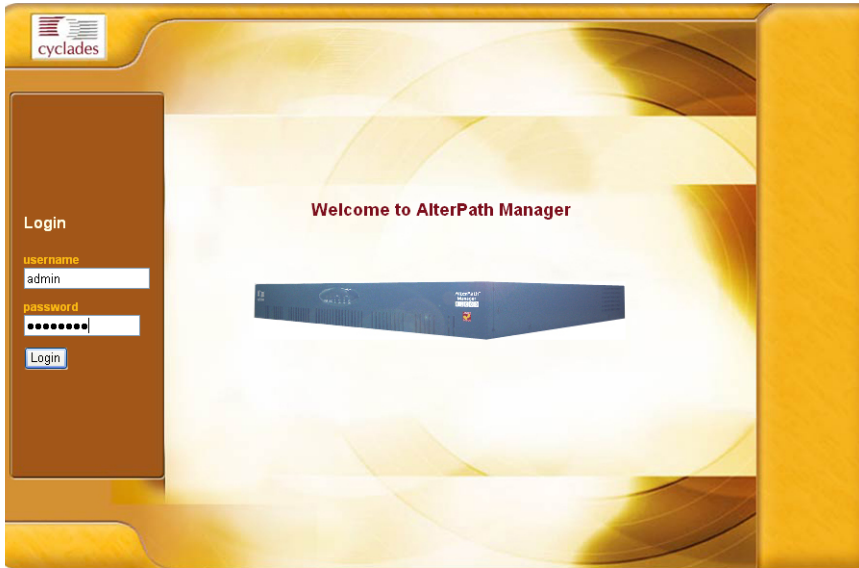 cyclades
Login
Welcome to AlterPath Manager
username
admin
password
Login